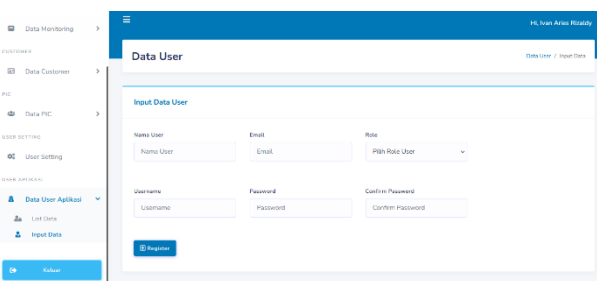 Data Monitoring
CUSTOMER
Data Customer
PIC
Data PIC
USER SETTING
User Setting
USER APLIKASI
Data User Aplikasi
List Data
Input Data
Keluar
Hi, Ivan Aries Rizaldy
Data User
Data User / Input Data
Input Data User
Nama User Email Role
Nama User Email Pilih Role User
Username Password Confirm Password
Username Password Confirm Password
Register